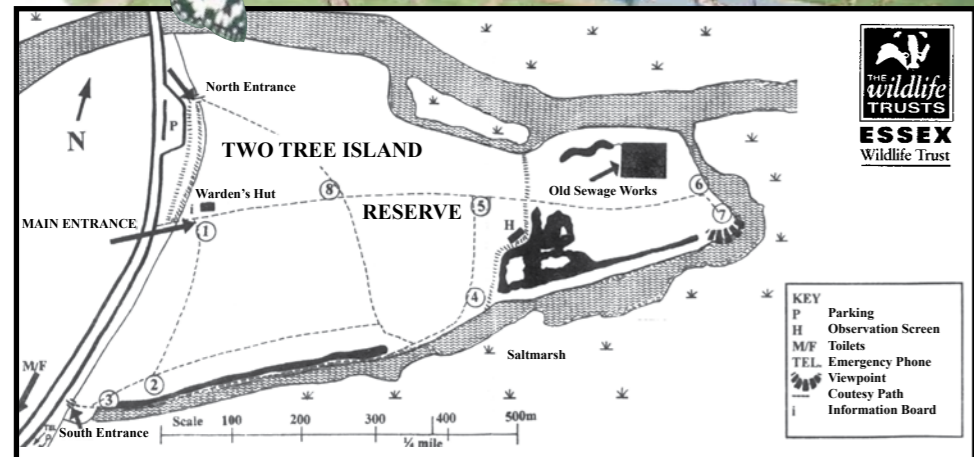 North Entrance
P
N
TWO TREE ISLAND
THE
wildlife
TRUSTS
ESSEX
Wildlife Trust
Warden's Hut
8
Old Sewage Works
6
i
RESERVE
5
7
MAIN ENTRANCE
1
H
4
KEY
P Parking
H Observation Screen
M/F Toilets
TEL. Emergency Phone
Viewpoint
Coutesy Path
i Information Board
Saltmarsh
M/F
2
3
South Entrance
Scale 100 200 300 400 500m
¼ mile